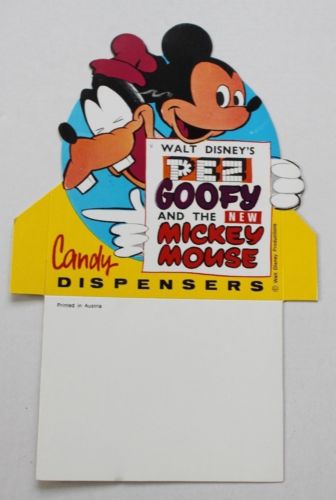 WALT DISNEY'S
PEZ
GOOFY
AND THE NEW
MICKEY
MOUSE
Candy
DISPENSERS
© Walt Disney Productions
Printed in Austria